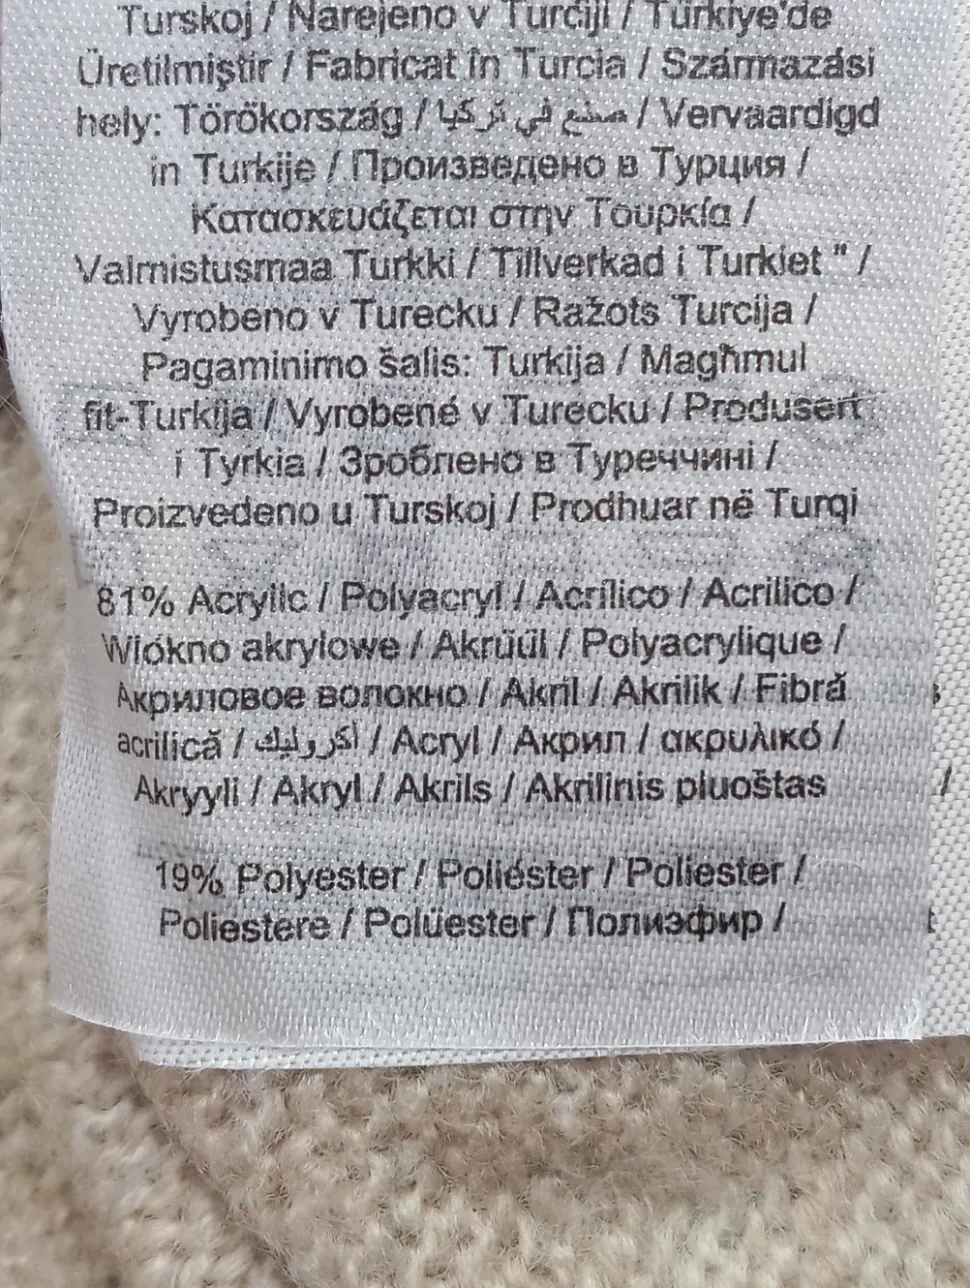 Turskoj / Narejeno v Turčiji / Türkiye'de
Üretilmiştir / Fabricat în Turcia / Származási
hely: Törökország / صنع في تركيا / Vervaardigd
in Turkije / Произведено в Турция /
Κατασκευάζεται στην Τουρκία /
Valmistusmaa Turkki / Tillverkad i Turkiet " /
Vyrobeno v Turecku / Ražots Turcija /
Pagaminimo šalis: Turkija / Magħmul
fit-Turkija / Vyrobené v Turecku / Produsert
i Tyrkia / Зроблено в Туреччині /
Proizvedeno u Turskoj / Prodhuar në Turqi
81% Acrylic / Polyacryl / Acrílico / Acrilico /
Włókno akrylowe / Akrüül / Polyacrylique /
Акриловое волокно / Akril / Akrilik / Fibră
acrilică / أكرروليك / Acryl / Акрил / ακρυλικό /
Akryyli / Akryl / Akrils / Akrilinis pluoštas
19% Polyester / Poliéster / Poliester /
Poliestere / Polüester / Полиэфир /